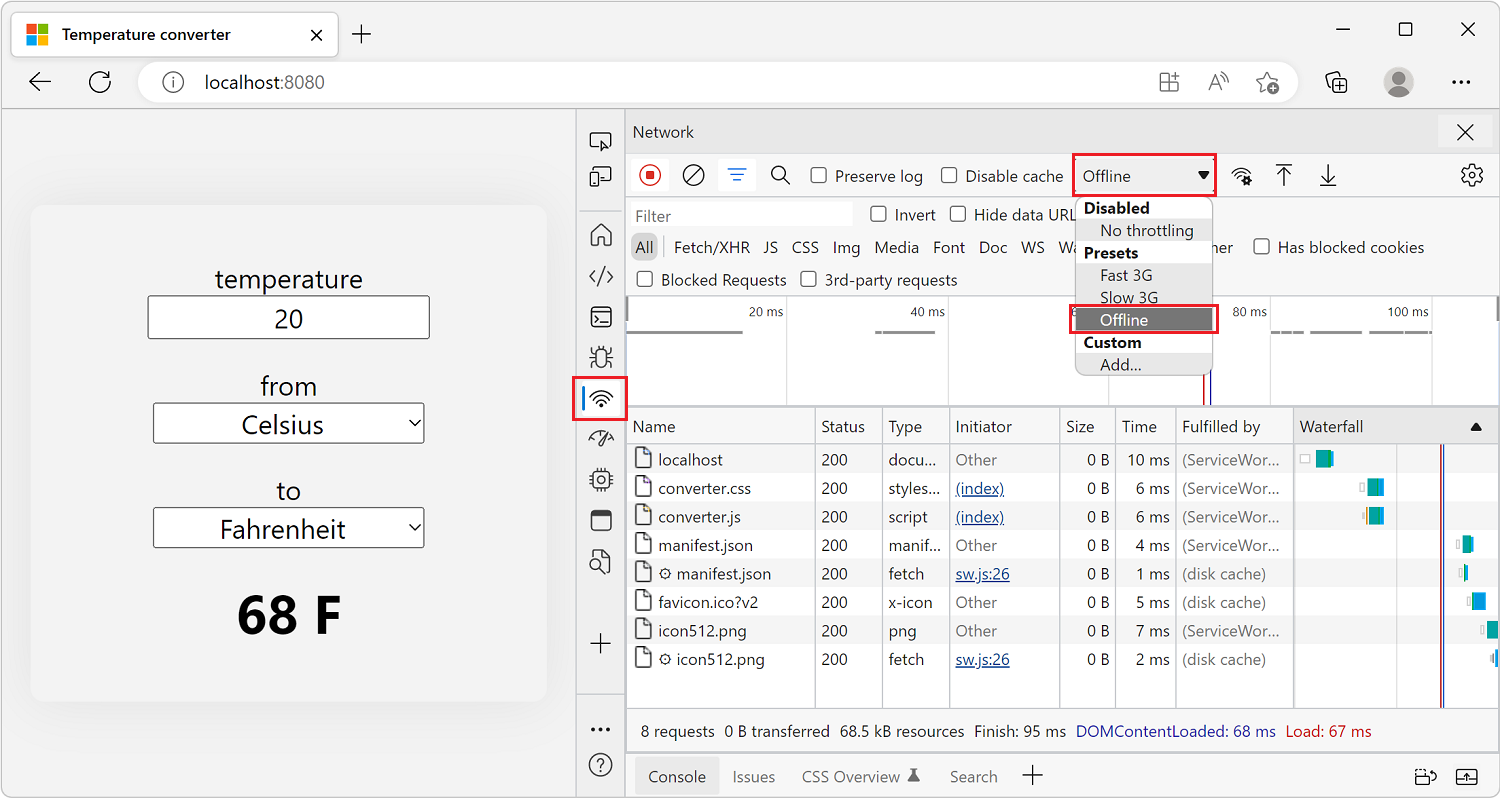 Temperature converter
localhost:8080
temperature
20
from
Celsius
to
Fahrenheit
68 F
Network
Preserve log Disable cache Offline
Filter Invert Hide data URL
Disabled
No throttling
Presets
Fast 3G
Slow 3G
Offline
Custom
Add...
All Fetch/XHR JS CSS Img Media Font Doc WS Has blocked cookies
Blocked Requests 3rd-party requests
20 ms 40 ms 80 ms 100 ms
Name Status Type Initiator Size Time Fulfilled by Waterfall
localhost 200 docu... Other 0 B 10 ms (ServiceWor...
converter.css 200 styles... (index) 0 B 6 ms (ServiceWor...
converter.js 200 script (index) 0 B 6 ms (ServiceWor...
manifest.json 200 manif... Other 0 B 4 ms (ServiceWor...
manifest.json 200 fetch sw.js:26 0 B 1 ms (disk cache)
favicon.ico?v2 200 x-icon Other 0 B 5 ms (disk cache)
icon512.png 200 png Other 0 B 7 ms (ServiceWor...
icon512.png 200 fetch sw.js:26 0 B 2 ms (disk cache)
8 requests 0 B transferred 68.5 kB resources Finish: 95 ms DOMContentLoaded: 68 ms Load: 67 ms
Console Issues CSS Overview Search